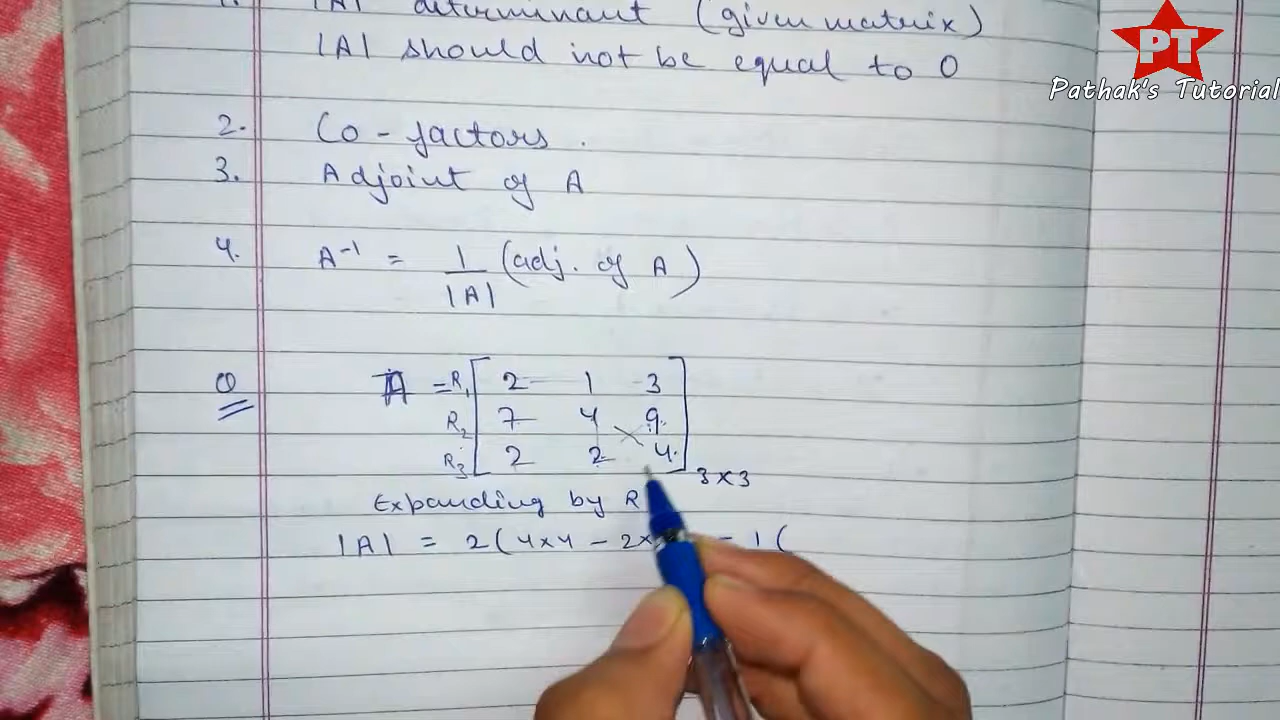 1. |A| determinant (given matrix)
|A| should not be equal to 0
PT
Pathak's Tutorial
2. Co-factors.
3. Adjoint of A
4. A⁻¹ = 1/|A| (adj. of A)
Q A = R₁ [ 2 1 3
R₂ 7 4 9
R₃ 2 2 4 ] 3×3
Expanding by R
|A| = 2(4×4 - 2× - 1(